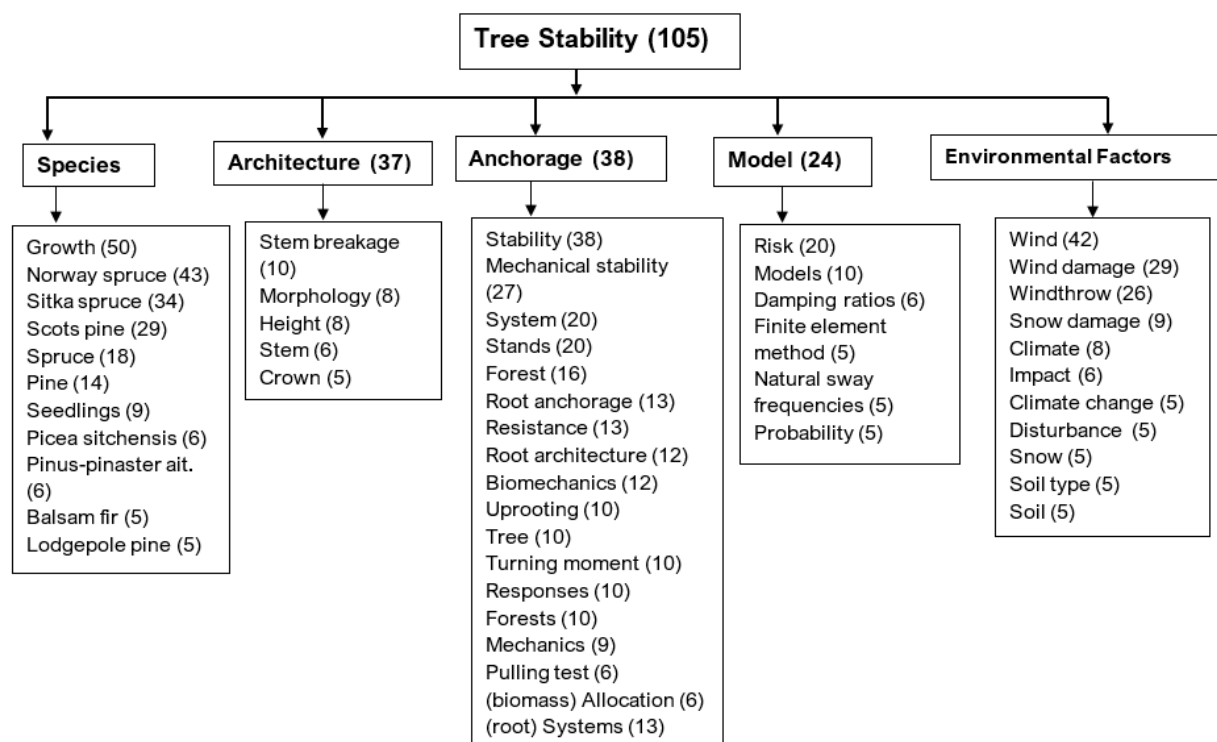 Tree Stability (105)
Species
Architecture (37)
Anchorage (38)
Model (24)
Environmental Factors
Growth (50)
Norway spruce (43)
Sitka spruce (34)
Scots pine (29)
Spruce (18)
Pine (14)
Seedlings (9)
Picea sitchensis (6)
Pinus-pinaster ait.
(6)
Balsam fir (5)
Lodgepole pine (5)
Stem breakage
(10)
Morphology (8)
Height (8)
Stem (6)
Crown (5)
Stability (38)
Mechanical stability
(27)
System (20)
Stands (20)
Forest (16)
Root anchorage (13)
Resistance (13)
Root architecture (12)
Biomechanics (12)
Uprooting (10)
Tree (10)
Turning moment (10)
Responses (10)
Forests (10)
Mechanics (9)
Pulling test (6)
(biomass) Allocation (6)
(root) Systems (13)
Risk (20)
Models (10)
Damping ratios (6)
Finite element
method (5)
Natural sway
frequencies (5)
Probability (5)
Wind (42)
Wind damage (29)
Windthrow (26)
Snow damage (9)
Climate (8)
Impact (6)
Climate change (5)
Disturbance (5)
Snow (5)
Soil type (5)
Soil (5)